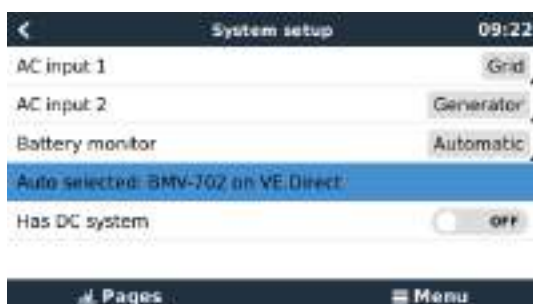 System setup 09:22
AC input 1 Grid
AC input 2 Generator
Battery monitor Automatic
Auto selected: BMV-702 on VE.Direct
Has DC system OFF
Pages Menu